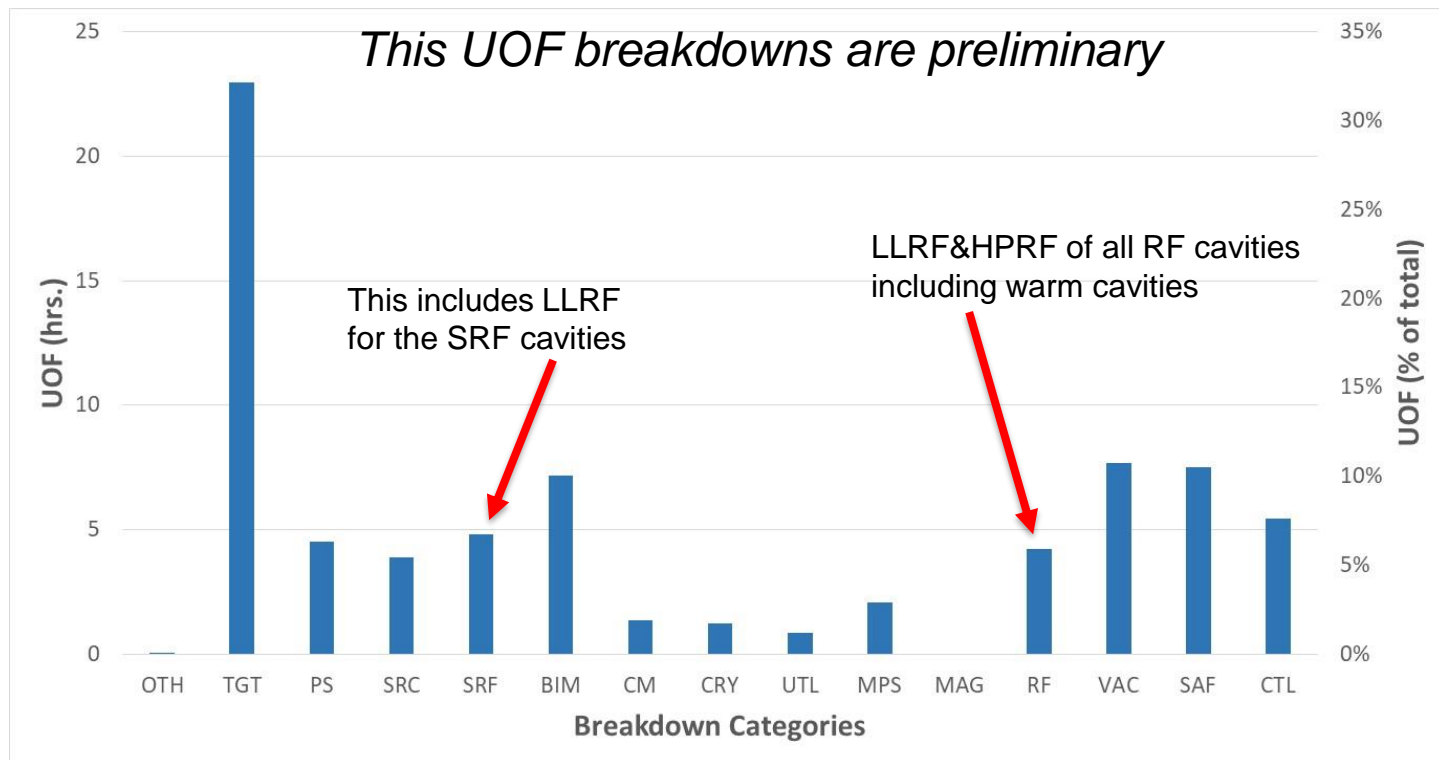 This UOF breakdowns are preliminary
25
20
15
10
5
0
UOF (hrs.)
35%
30%
25%
20%
15%
10%
5%
0%
UOF (% of total)
This includes LLRF
for the SRF cavities
LLRF&HPRF of all RF cavities
including warm cavities
OTH TGT PS SRC SRF BIM CM CRY UTL MPS MAG RF VAC SAF CTL
Breakdown Categories